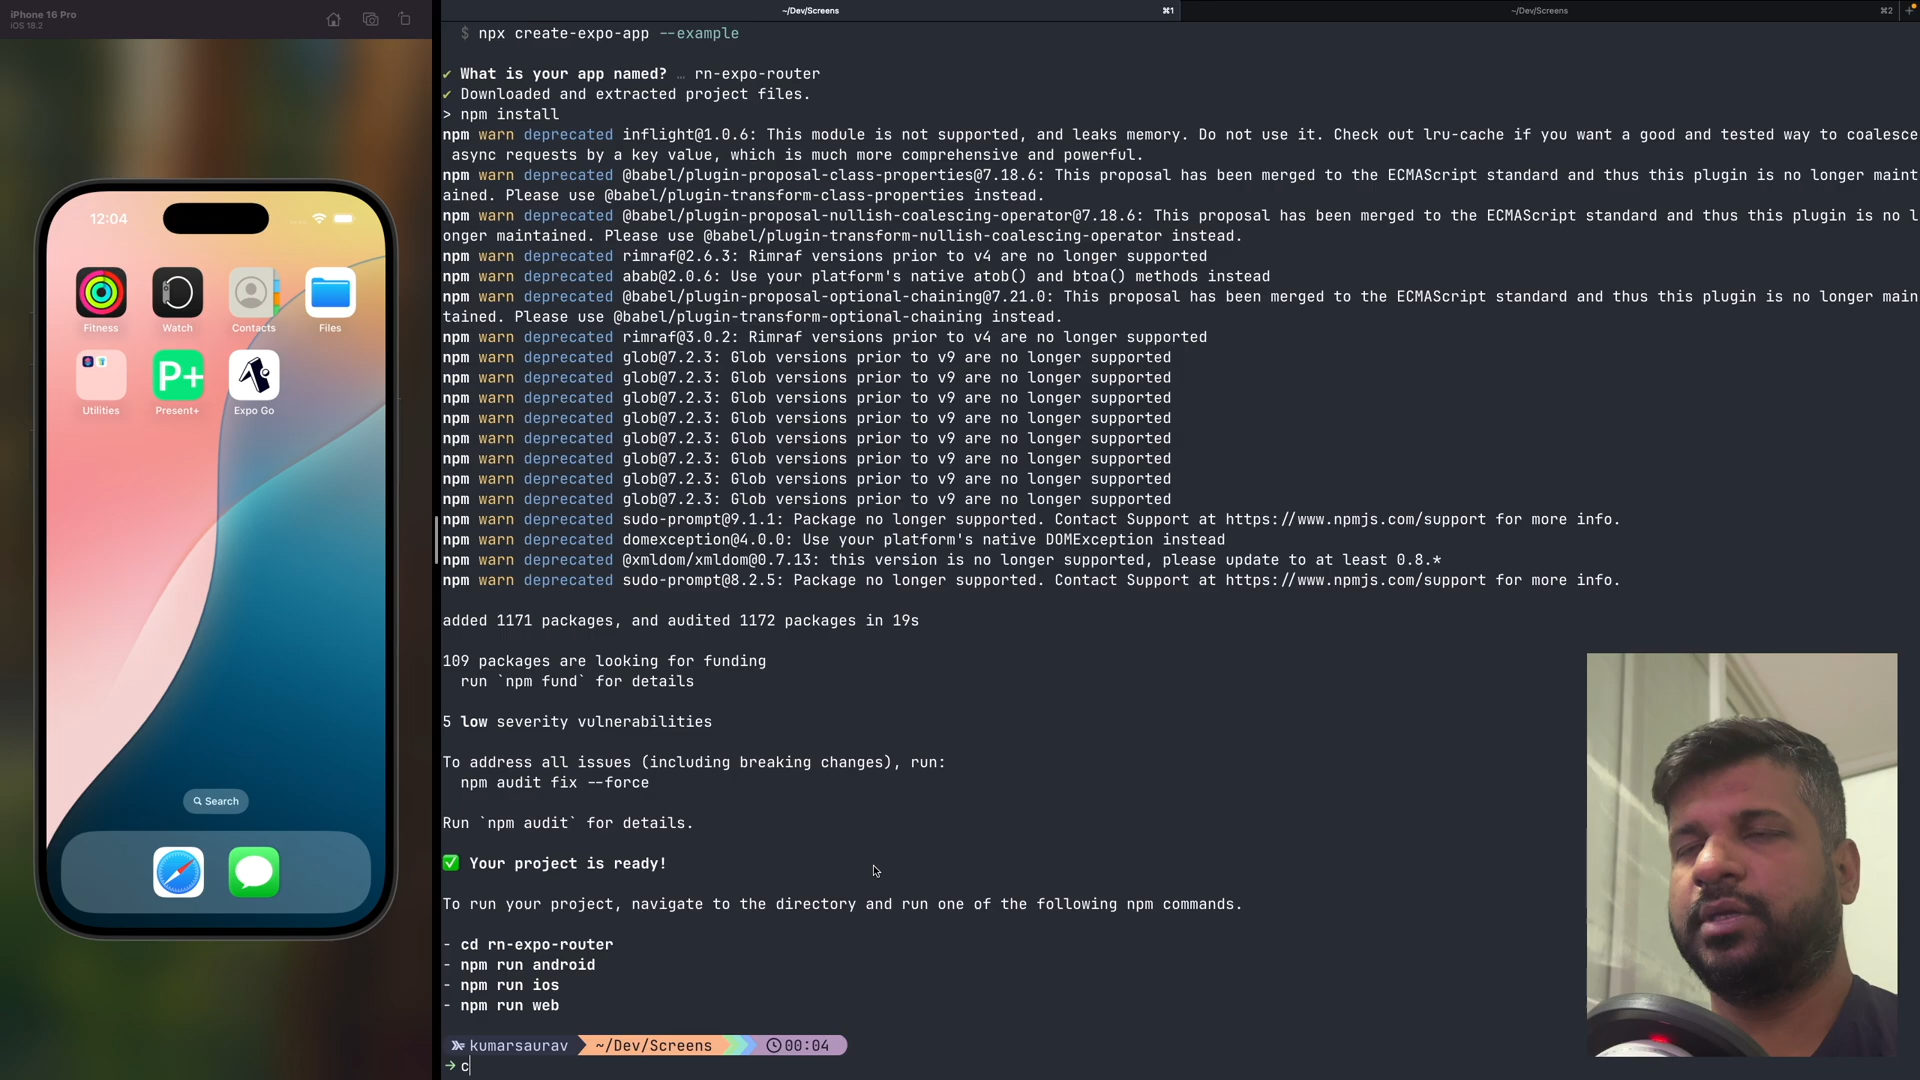 iPhone 16 Pro
iOS 18.2
12:04
Fitness
Watch
Contacts
Files
P+
Utilities
Present+
Expo Go
Search
~/Dev/Screens
⌘1
~/Dev/Screens
⌘2
$ npx create-expo-app --example
✔ What is your app named? … rn-expo-router
✔ Downloaded and extracted project files.
> npm install
npm warn deprecated inflight@1.0.6: This module is not supported, and leaks memory. Do not use it. Check out lru-cache if you want a good and tested way to coalesce
async requests by a key value, which is much more comprehensive and powerful.
npm warn deprecated @babel/plugin-proposal-class-properties@7.18.6: This proposal has been merged to the ECMAScript standard and thus this plugin is no longer maint
ained. Please use @babel/plugin-transform-class-properties instead.
npm warn deprecated @babel/plugin-proposal-nullish-coalescing-operator@7.18.6: This proposal has been merged to the ECMAScript standard and thus this plugin is no l
onger maintained. Please use @babel/plugin-transform-nullish-coalescing-operator instead.
npm warn deprecated rimraf@2.6.3: Rimraf versions prior to v4 are no longer supported
npm warn deprecated abab@2.0.6: Use your platform's native atob() and btoa() methods instead
npm warn deprecated @babel/plugin-proposal-optional-chaining@7.21.0: This proposal has been merged to the ECMAScript standard and thus this plugin is no longer main
tained. Please use @babel/plugin-transform-optional-chaining instead.
npm warn deprecated rimraf@3.0.2: Rimraf versions prior to v4 are no longer supported
npm warn deprecated glob@7.2.3: Glob versions prior to v9 are no longer supported
npm warn deprecated glob@7.2.3: Glob versions prior to v9 are no longer supported
npm warn deprecated glob@7.2.3: Glob versions prior to v9 are no longer supported
npm warn deprecated glob@7.2.3: Glob versions prior to v9 are no longer supported
npm warn deprecated glob@7.2.3: Glob versions prior to v9 are no longer supported
npm warn deprecated glob@7.2.3: Glob versions prior to v9 are no longer supported
npm warn deprecated glob@7.2.3: Glob versions prior to v9 are no longer supported
npm warn deprecated glob@7.2.3: Glob versions prior to v9 are no longer supported
npm warn deprecated sudo-prompt@9.1.1: Package no longer supported. Contact Support at https://www.npmjs.com/support for more info.
npm warn deprecated domexception@4.0.0: Use your platform's native DOMException instead
npm warn deprecated @xmldom/xmldom@0.7.13: this version is no longer supported, please update to at least 0.8.*
npm warn deprecated sudo-prompt@8.2.5: Package no longer supported. Contact Support at https://www.npmjs.com/support for more info.
added 1171 packages, and audited 1172 packages in 19s
109 packages are looking for funding
run `npm fund` for details
5 low severity vulnerabilities
To address all issues (including breaking changes), run:
npm audit fix --force
Run `npm audit` for details.
✅ Your project is ready!
To run your project, navigate to the directory and run one of the following npm commands.
- cd rn-expo-router
- npm run android
- npm run ios
- npm run web
kumarsaurav ~/Dev/Screens 00:04
→ c